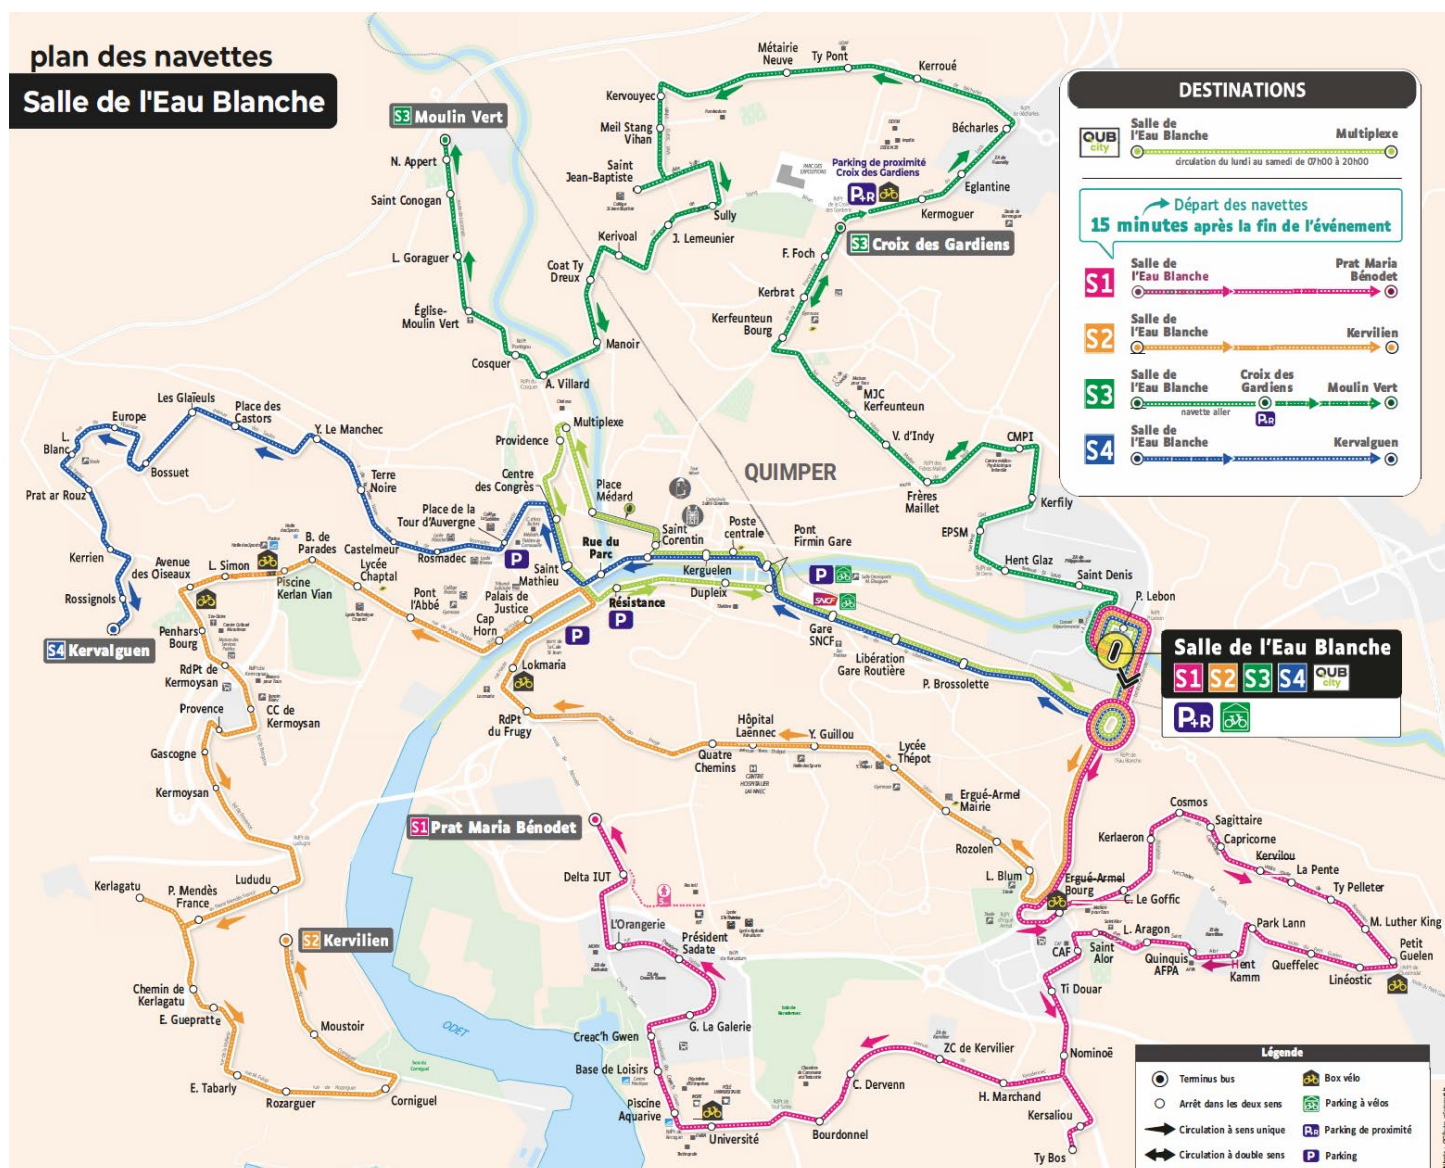 plan des navettes
Salle de l'Eau Blanche
DESTINATIONS
QUB
city
Salle de
l'Eau Blanche
Multiplexe
circulation du lundi au samedi de 07h00 à 20h00
Départ des navettes
15 minutes après la fin de l'événement
S1
Salle de
l'Eau Blanche
Prat Maria
Bénodet
S2
Salle de
l'Eau Blanche
Kervilien
S3
Salle de
l'Eau Blanche
Croix des
Gardiens
Moulin Vert
navette aller
P+R
S4
Salle de
l'Eau Blanche
Kervalguen
S3 Moulin Vert
N. Appert
Saint Conogan
L. Goraguer
Église-
Moulin Vert
Cosquer
A. Villard
Manoir
Coat Ty
Dreux
Kerivoal
J. Lemeunier
Sully
Saint
Jean-Baptiste
Meil Stang
Vihan
Kervouyec
Métairie
Neuve
Ty Pont
Kerroué
Bécharles
Eglantine
Kermoguer
Parking de proximité
Croix des Gardiens
P+R
PARC DES
EXPOSITIONS
S3 Croix des Gardiens
F. Foch
Kerbrat
Kerfeunteun
Bourg
MJC
Kerfeunteun
V. d'Indy
Frères
Maillet
CMPI
Kerfily
EPSM
Hent Glaz
Saint Denis
P. Lebon
Salle de l'Eau Blanche
S1 S2 S3 S4 QUB
city
P+R
QUIMPER
Les Glaïeuls
Europe
Place des
Castors
Y. Le Manchec
L.
Blanc
Bossuet
Terre
Noire
Prat ar Rouz
Kerrien
Rossignols
S4 Kervalguen
Place de la
Tour d'Auvergne
Rosmadec
Castelmeur
P
Multiplexe
Providence
Centre
des Congrès
Place
Médard
Saint
Corentin
Poste
centrale
Pont
Firmin Gare
Rue du
Parc
Kerguelen
Saint
Mathieu
Résistance
P
Dupleix
P
SNCF
Gare
SNCF
Libération
Gare Routière
P. Brossolette
Avenue
des Oiseaux
L. Simon
B. de
Parades
Piscine
Kerlan Vian
Lycée
Chaptal
Pont
l'Abbé
Palais de
Justice
Cap
Horn
P
Penhars
Bourg
RdPt de
Kermoysan
Provence
CC de
Kermoysan
Gascogne
Kermoysan
Lokmaria
RdPt
du Frugy
Quatre
Chemins
Hôpital
Laënnec
CENTRE
HOSPITALIER
LAËNNEC
Y. Guillou
Lycée
Thépot
Ergué-Armel
Mairie
Rozolen
L. Blum
Ergué-Armel
Bourg
C. Le Goffic
Kerlaeron
Cosmos
Sagittaire
Capricorne
Kervilou
La Pente
Ty Pelleter
M. Luther King
Petit
Guelen
Linéostic
Queffelec
Park Lann
Hent
Kamm
Quinquis
AFPA
L. Aragon
Saint
Alor
CAF
Ti Douar
Nominoë
Kersaliou
Ty Bos
H. Marchand
ZC de Kervilier
C. Dervenn
Bourdonnel
Université
Piscine
Aquarive
Base de Loisirs
Creac'h Gwen
G. La Galerie
Président
Sadate
L'Orangerie
Delta IUT
S1 Prat Maria Bénodet
Kerlagatu
P. Mendès
France
Lududu
Chemin de
Kerlagatu
E. Guepratte
E. Tabarly
Rozarguer
Corniguel
Moustoir
S2 Kervilien
ODET
Légende
Terminus bus
Arrêt dans les deux sens
Circulation à sens unique
Circulation à double sens
Box vélo
Parking à vélos
P+R Parking de proximité
P Parking